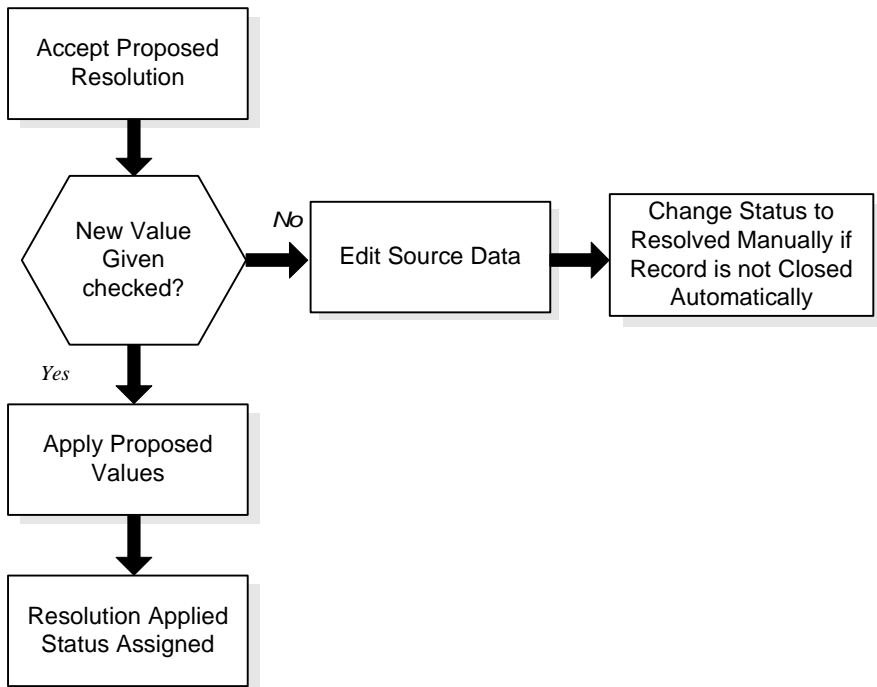 Accept Proposed
Resolution
New Value
Given
checked?
No
Edit Source Data
Change Status to
Resolved Manually if
Record is not Closed
Automatically
Yes
Apply Proposed
Values
Resolution Applied
Status Assigned